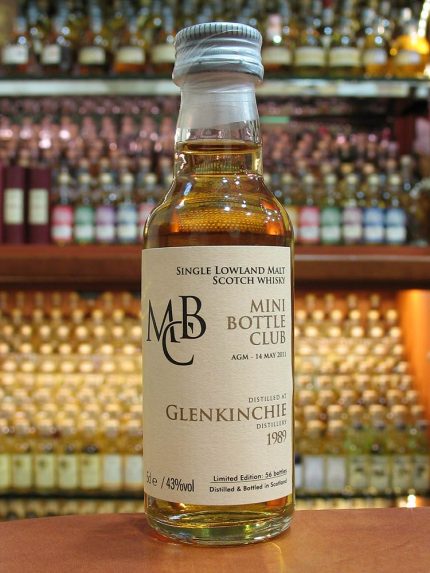 SINGLE LOWLAND MALT
SCOTCH WHISKY
MCB
MINI
BOTTLE
CLUB
AGM - 14 MAY 2011
DISTILLED AT
GLENKINCHIE
DISTILLERY
1989
5cl e / 43%vol
Limited Edition: 56 bottles
Distilled & Bottled in Scotland